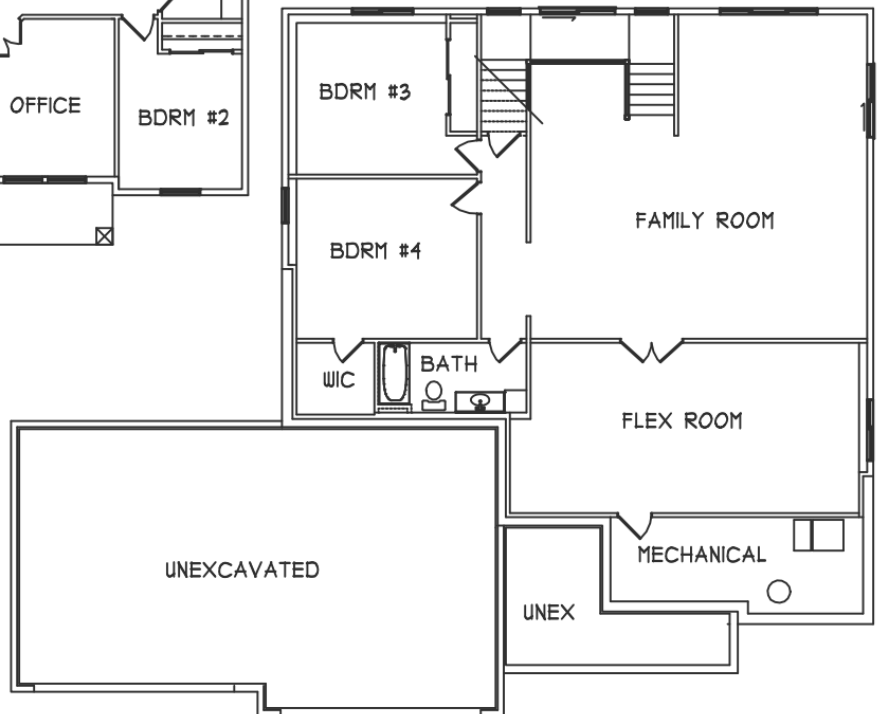 OFFICE
BDRM #2
BDRM #3
FAMILY ROOM
BDRM #4
WIC
BATH
FLEX ROOM
MECHANICAL
UNEXCAVATED
UNEX